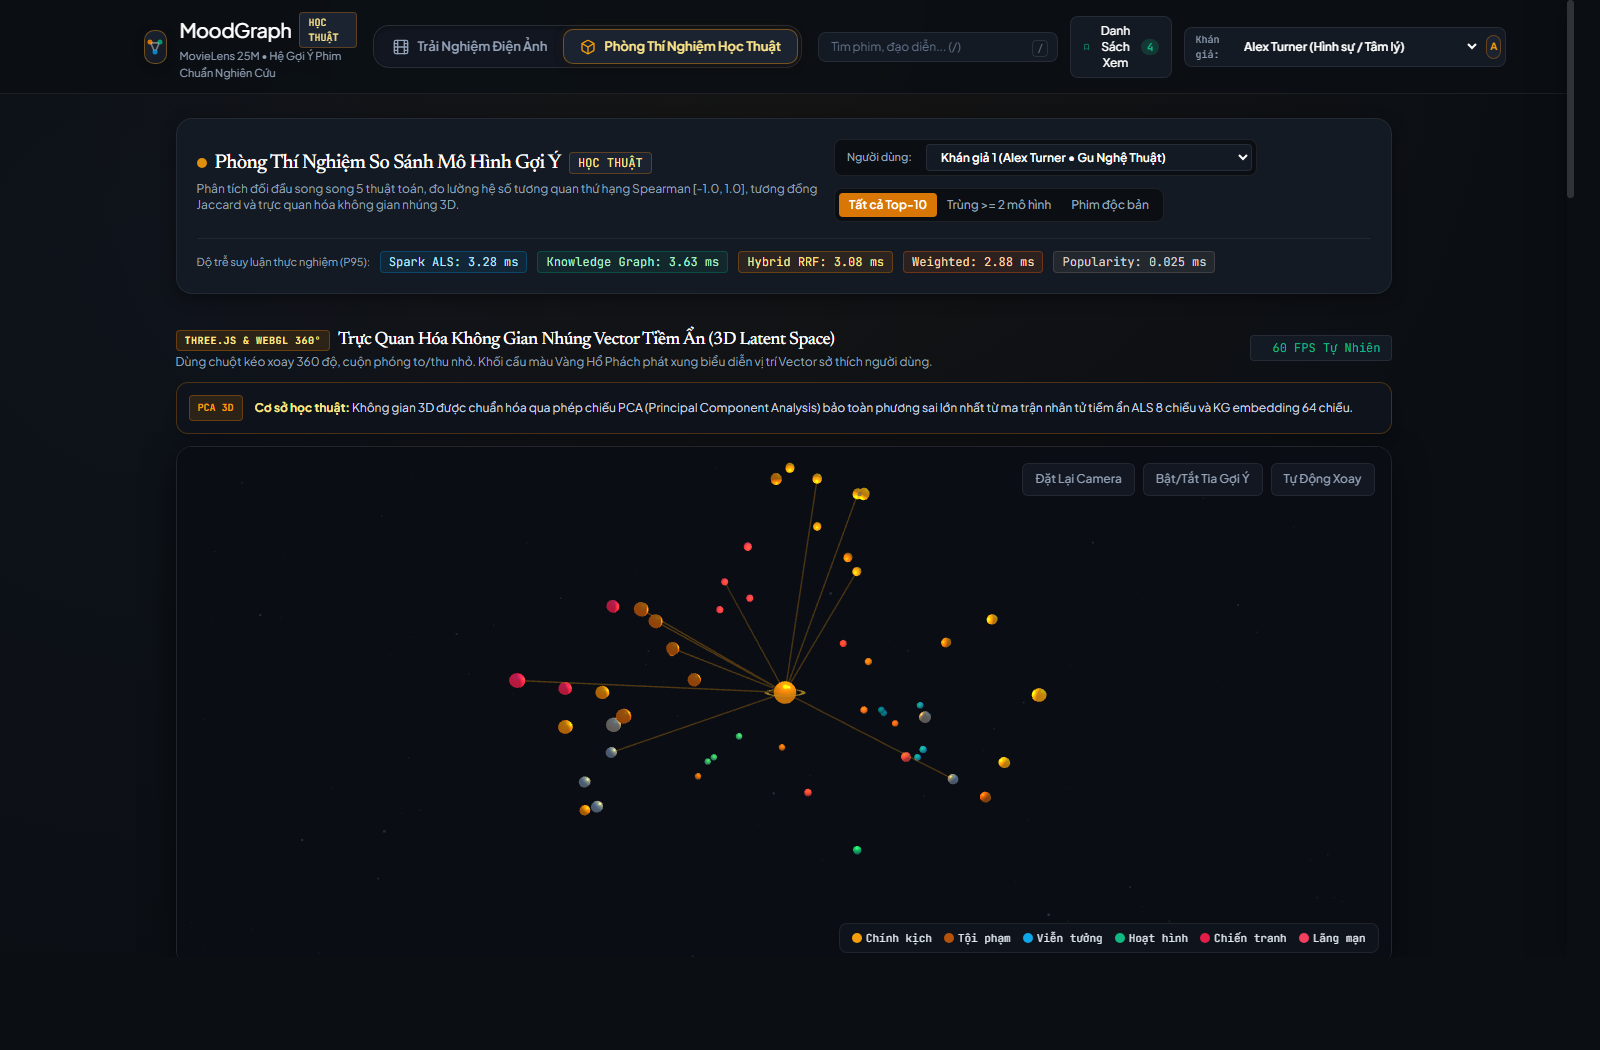 MoodGraph
HỌC
THUẬT
MovieLens 25M • Hệ Gợi Ý Phim
Chuẩn Nghiên Cứu
Trải Nghiệm Điện Ảnh
Phòng Thí Nghiệm Học Thuật
Tìm phim, đạo diễn... (/)
/
Danh
Sách
Xem
4
Khán
giả:
Alex Turner (Hình sự / Tâm lý)
A
Phòng Thí Nghiệm So Sánh Mô Hình Gợi Ý
HỌC THUẬT
Phân tích đối đầu song song 5 thuật toán, đo lường hệ số tương quan thứ hạng Spearman [-1.0, 1.0], tương đồng
Jaccard và trực quan hóa không gian nhúng 3D.
Người dùng:
Khán giả 1 (Alex Turner • Gu Nghệ Thuật)
Tất cả Top-10
Trùng >= 2 mô hình
Phim độc bản
Độ trễ suy luận thực nghiệm (P95):
Spark ALS: 3.28 ms
Knowledge Graph: 3.63 ms
Hybrid RRF: 3.08 ms
Weighted: 2.88 ms
Popularity: 0.025 ms
THREE.JS & WEBGL 360°
Trực Quan Hóa Không Gian Nhúng Vector Tiềm Ẩn (3D Latent Space)
Dùng chuột kéo xoay 360 độ, cuộn phóng to/thu nhỏ. Khối cầu màu Vàng Hổ Phách phát xung biểu diễn vị trí Vector sở thích người dùng.
60 FPS Tự Nhiên
PCA 3D
Cơ sở học thuật: Không gian 3D được chuẩn hóa qua phép chiếu PCA (Principal Component Analysis) bảo toàn phương sai lớn nhất từ ma trận nhân tử tiềm ẩn ALS 8 chiều và KG embedding 64 chiều.
Đặt Lại Camera
Bật/Tắt Tia Gợi Ý
Tự Động Xoay
Chính kịch
Tội phạm
Viễn tưởng
Hoạt hình
Chiến tranh
Lãng mạn